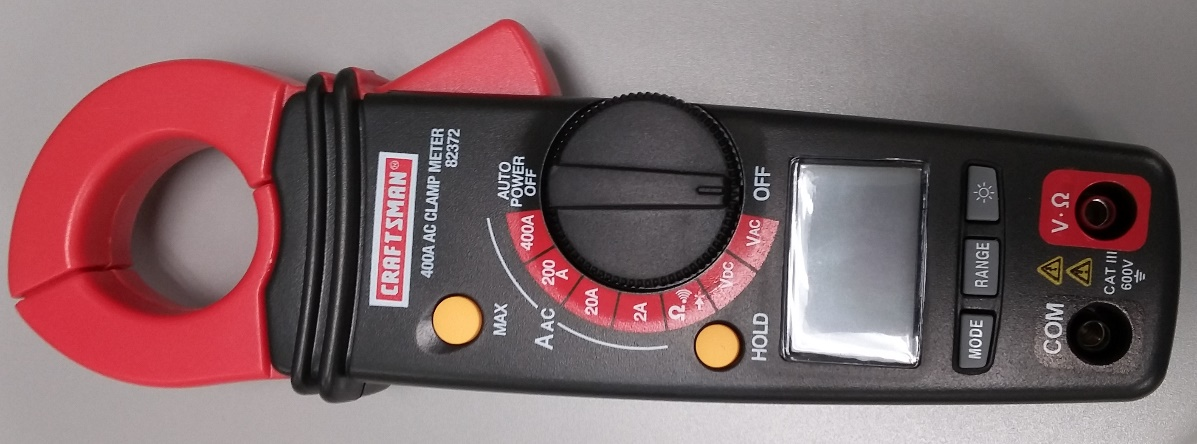 CRAFTSMAN®
400A AC CLAMP METER
82372
AUTO
POWER
OFF
OFF
400A
200
A
20A
2A
Ω
VDC
VAC
AAC
MAX
HOLD
RANGE
MODE
V·Ω
CAT III
600V
COM